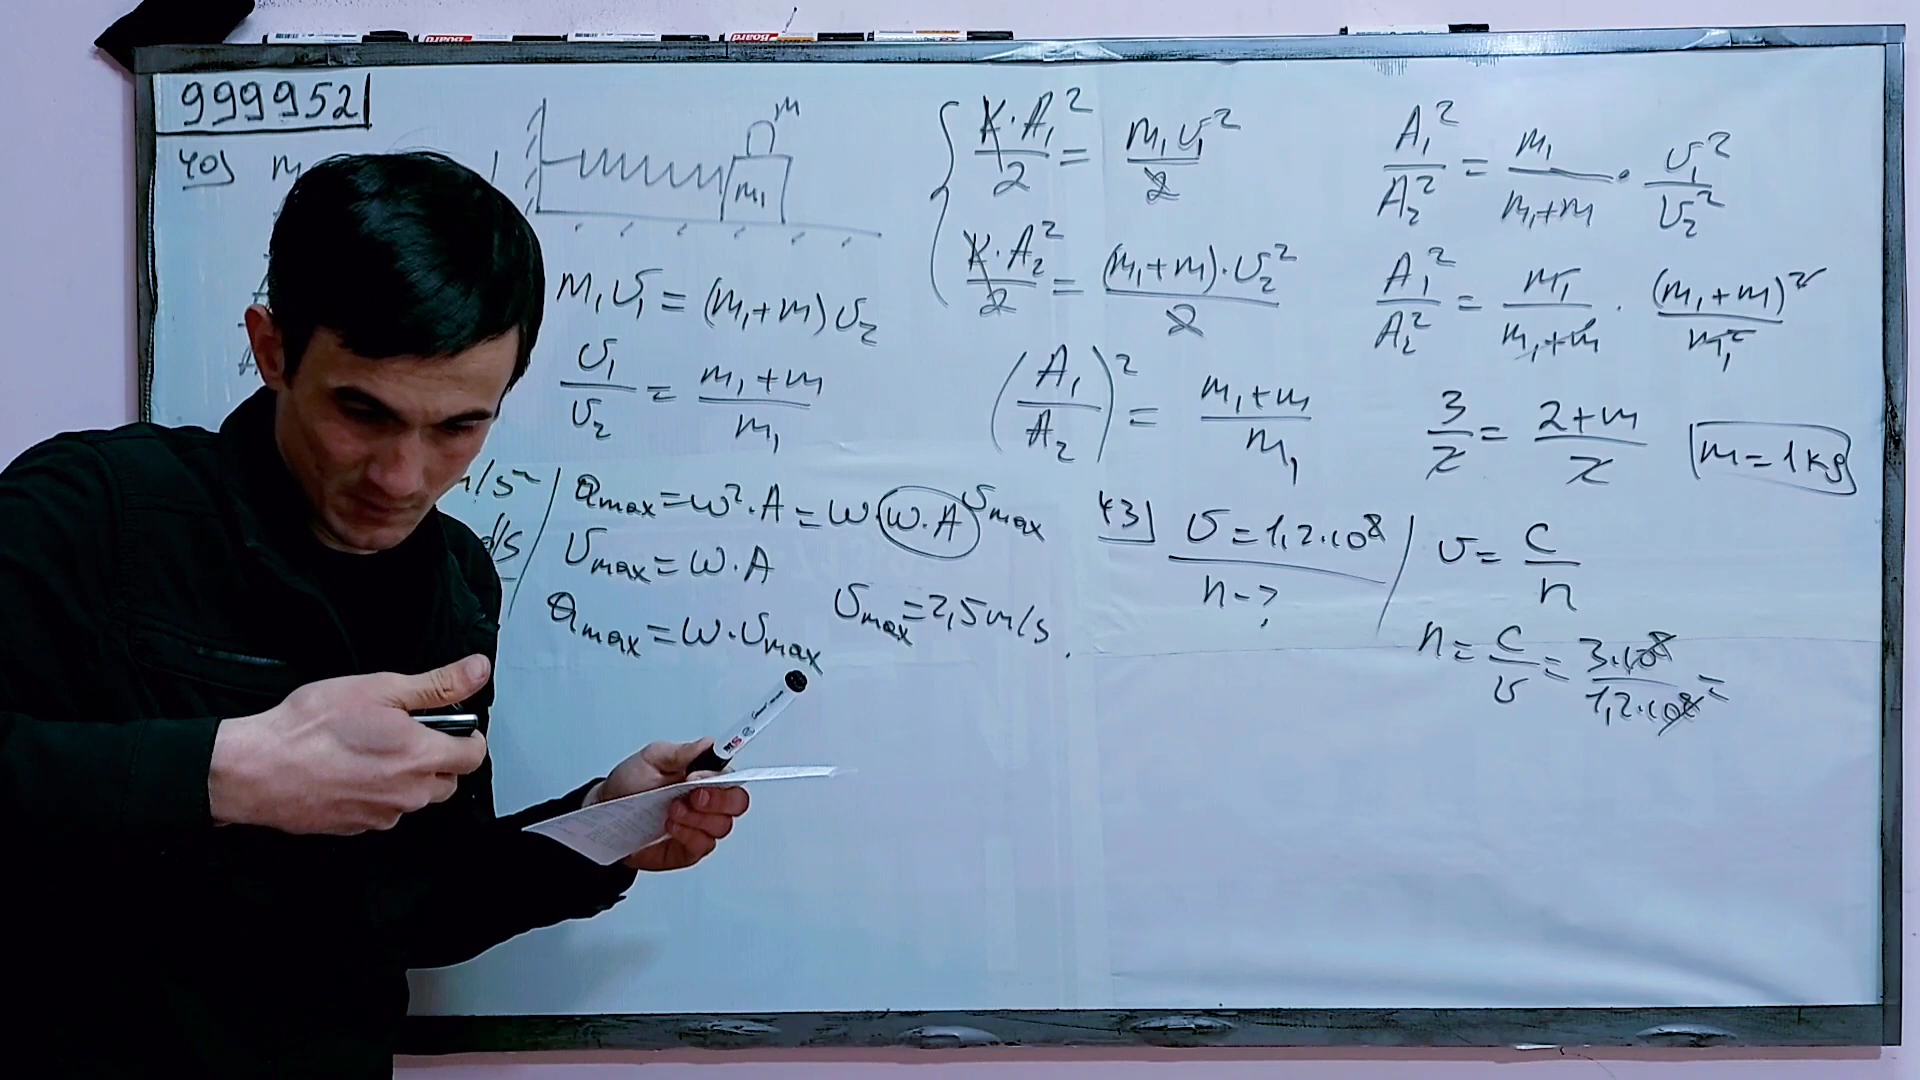 999952
40) m
m
m₁
m₁υ₁ = (m₁+m)υ₂
υ₁/υ₂ = (m₁+m)/m₁
K·A₁²/2 = m₁υ₁²/2
K·A₂²/2 = (m₁+m)·υ₂²/2
(A₁/A₂)² = (m₁+m)/m₁
A₁²/A₂² = m₁/(m₁+m) · υ₁²/υ₂²
A₁²/A₂² = m₁/(m₁+m) · (m₁+m)²/m₁²
3/2 = (2+m)/2 m=1kg
m/s²
d/s
amax = ω²·A = ω·(ω·A) υmax
υmax = ω·A
amax = ω·υmax
υmax = 2,5m/s.
43) υ = 1,2·10⁸
n-?
υ = c/n
n = c/υ = 3·10⁸/1,2·10⁸ =
Board
Board